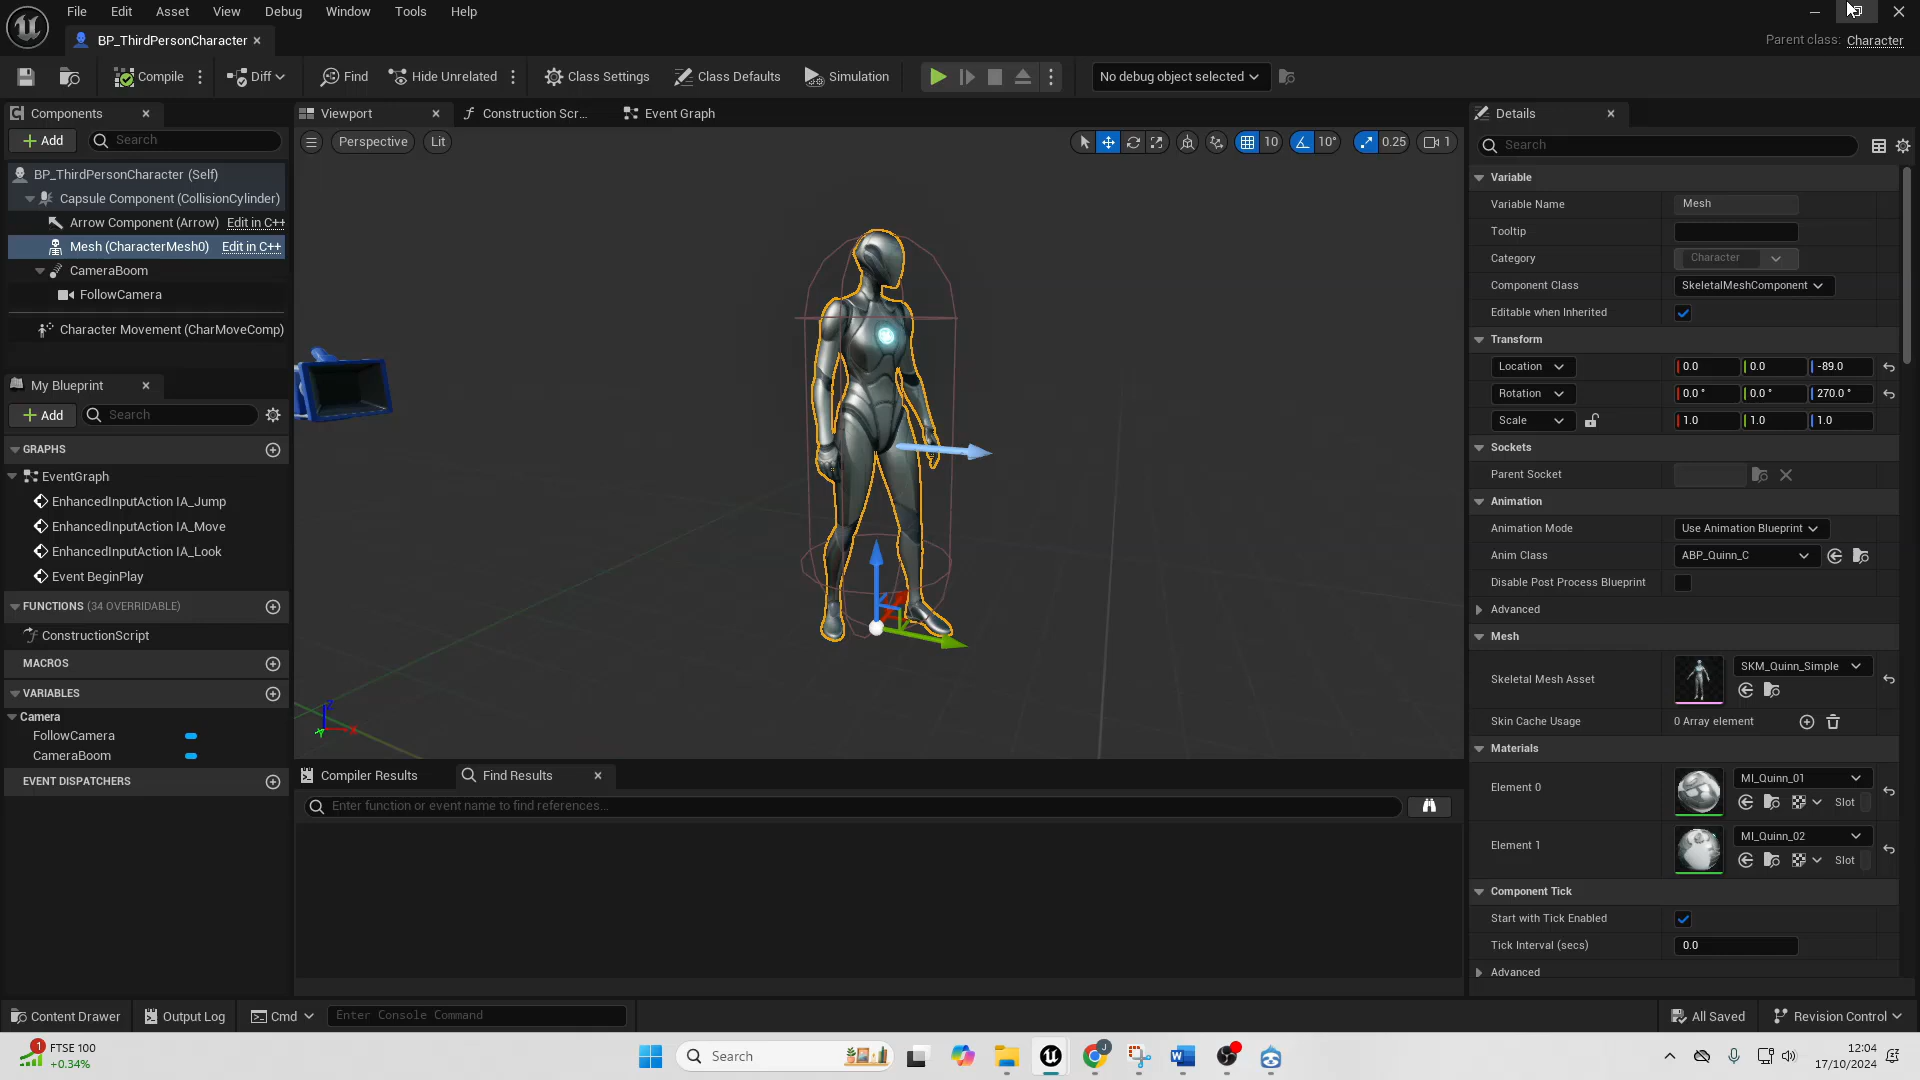 File Edit Asset View Debug Window Tools Help
BP_ThirdPersonCharacter
Parent class: Character
Compile Diff Find Hide Unrelated Class Settings Class Defaults Simulation No debug object selected
Components
Add Search
BP_ThirdPersonCharacter (Self)
Capsule Component (CollisionCylinder)
Arrow Component (Arrow) Edit in C++
Mesh (CharacterMesh0) Edit in C++
CameraBoom
FollowCamera
Character Movement (CharMoveComp)
My Blueprint
Add Search
GRAPHS
EventGraph
EnhancedInputAction IA_Jump
EnhancedInputAction IA_Move
EnhancedInputAction IA_Look
Event BeginPlay
FUNCTIONS (34 OVERRIDABLE)
ConstructionScript
MACROS
VARIABLES
Camera
FollowCamera
CameraBoom
EVENT DISPATCHERS
Viewport Construction Scr... Event Graph
Perspective Lit 10 10° 0.25 1
Z X Y
Compiler Results Find Results
Enter function or event name to find references...
Details
Search
Variable
Variable Name Mesh
Tooltip
Category Character
Component Class SkeletalMeshComponent
Editable when Inherited
Transform
Location 0.0 0.0 -89.0
Rotation 0.0° 0.0° 270.0°
Scale 1.0 1.0 1.0
Sockets
Parent Socket
Animation
Animation Mode Use Animation Blueprint
Anim Class ABP_Quinn_C
Disable Post Process Blueprint
Advanced
Mesh
Skeletal Mesh Asset SKM_Quinn_Simple
Skin Cache Usage 0 Array element
Materials
Element 0 MI_Quinn_01
Slot
Element 1 MI_Quinn_02
Slot
Component Tick
Start with Tick Enabled
Tick Interval (secs) 0.0
Advanced
Content Drawer Output Log Cmd Enter Console Command All Saved Revision Control
1 FTSE 100
+0.34%
Search
J
12:04
17/10/2024